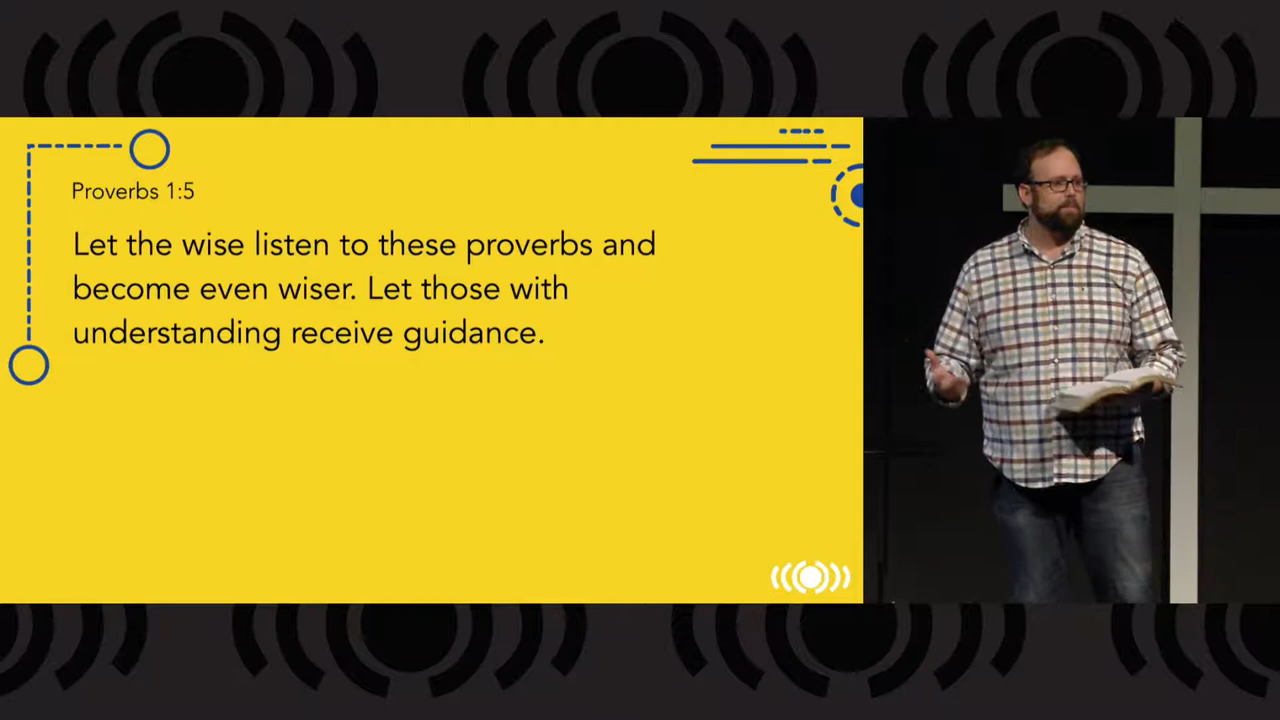 Proverbs 1:5
Let the wise listen to these proverbs and
become even wiser. Let those with
understanding receive guidance.